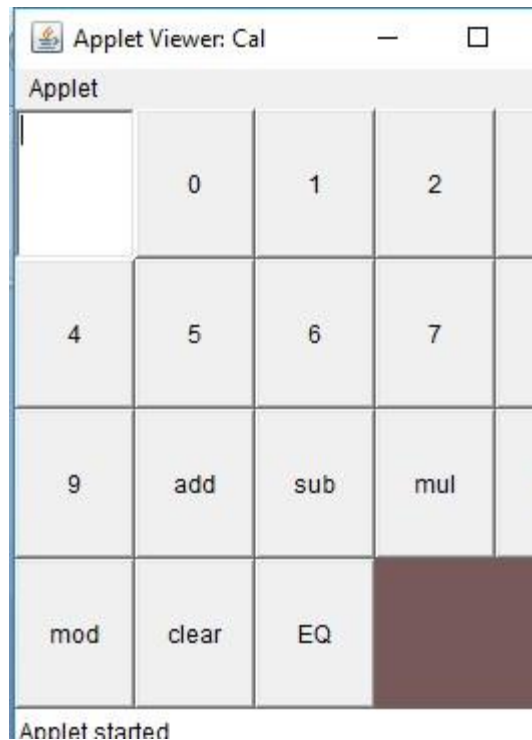 Applet Viewer: Cal
Applet
0 1 2
4 5 6 7
9 add sub mul
mod clear EQ
Applet started